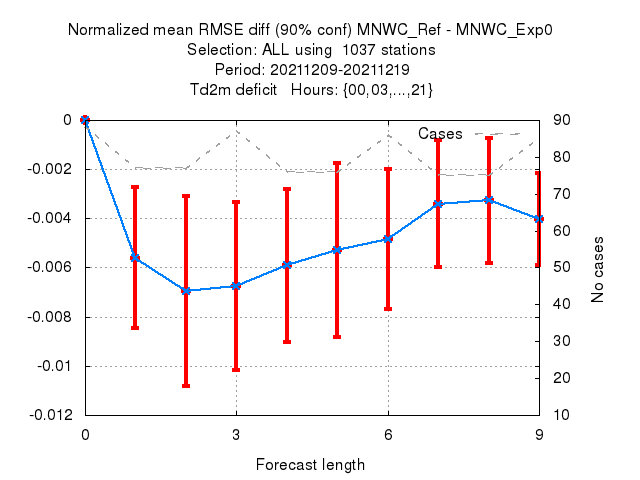 Normalized mean RMSE diff (90% conf) MNWC_Ref - MNWC_Exp0
Selection: ALL using  1037 stations
Period: 20211209-20211219
Td2m deficit   Hours: {00,03,...,21}
Cases
0
-0.002
-0.004
-0.006
-0.008
-0.01
-0.012
90
80
70
60
50
40
30
20
10
No cases
0 3 6 9
Forecast length